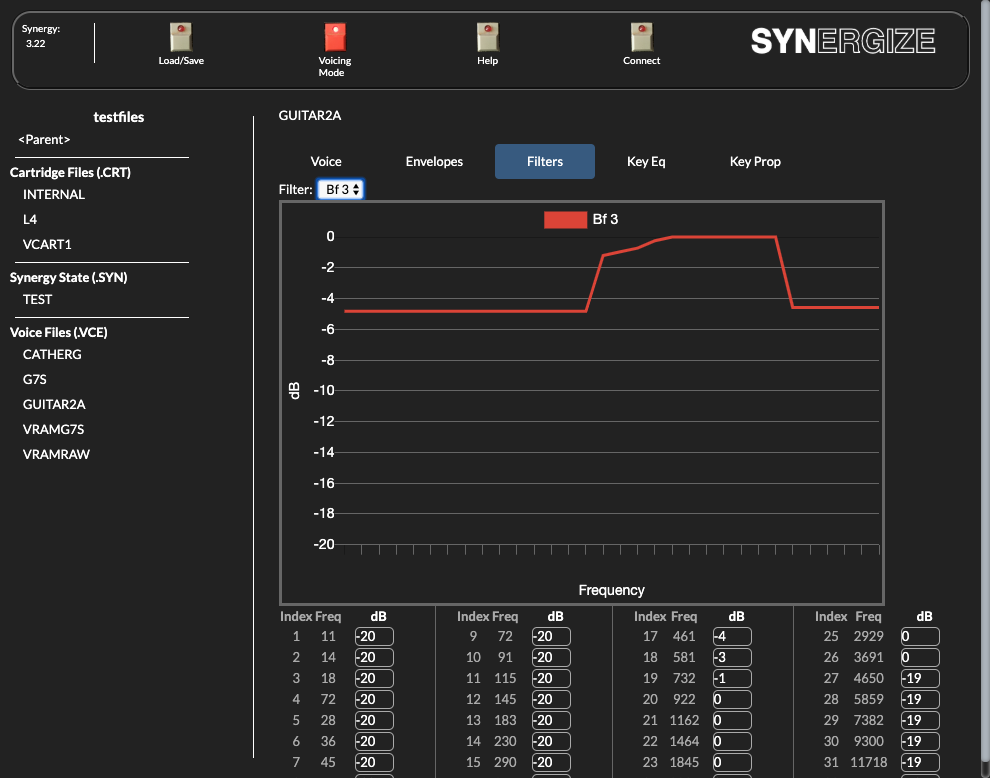 Synergy:
3.22
Load/Save
Voicing
Mode
Help
Connect
SYNERGIZE
testfiles
<Parent>
Cartridge Files (.CRT)
INTERNAL
L4
VCART1
Synergy State (.SYN)
TEST
Voice Files (.VCE)
CATHERG
G7S
GUITAR2A
VRAMG7S
VRAMRAW
GUITAR2A
Voice Envelopes Filters Key Eq Key Prop
Filter: Bf 3
Bf 3
0
-2
-4
-6
-8
-10
-12
-14
-16
-18
-20
dB
Frequency
Index Freq dB Index Freq dB Index Freq dB Index Freq dB
1 11 -20 9 72 -20 17 461 -4 25 2929 0
2 14 -20 10 91 -20 18 581 -3 26 3691 0
3 18 -20 11 115 -20 19 732 -1 27 4650 -19
4 72 -20 12 145 -20 20 922 0 28 5859 -19
5 28 -20 13 183 -20 21 1162 0 29 7382 -19
6 36 -20 14 230 -20 22 1464 0 30 9300 -19
7 45 -20 15 290 -20 23 1845 0 31 11718 -19